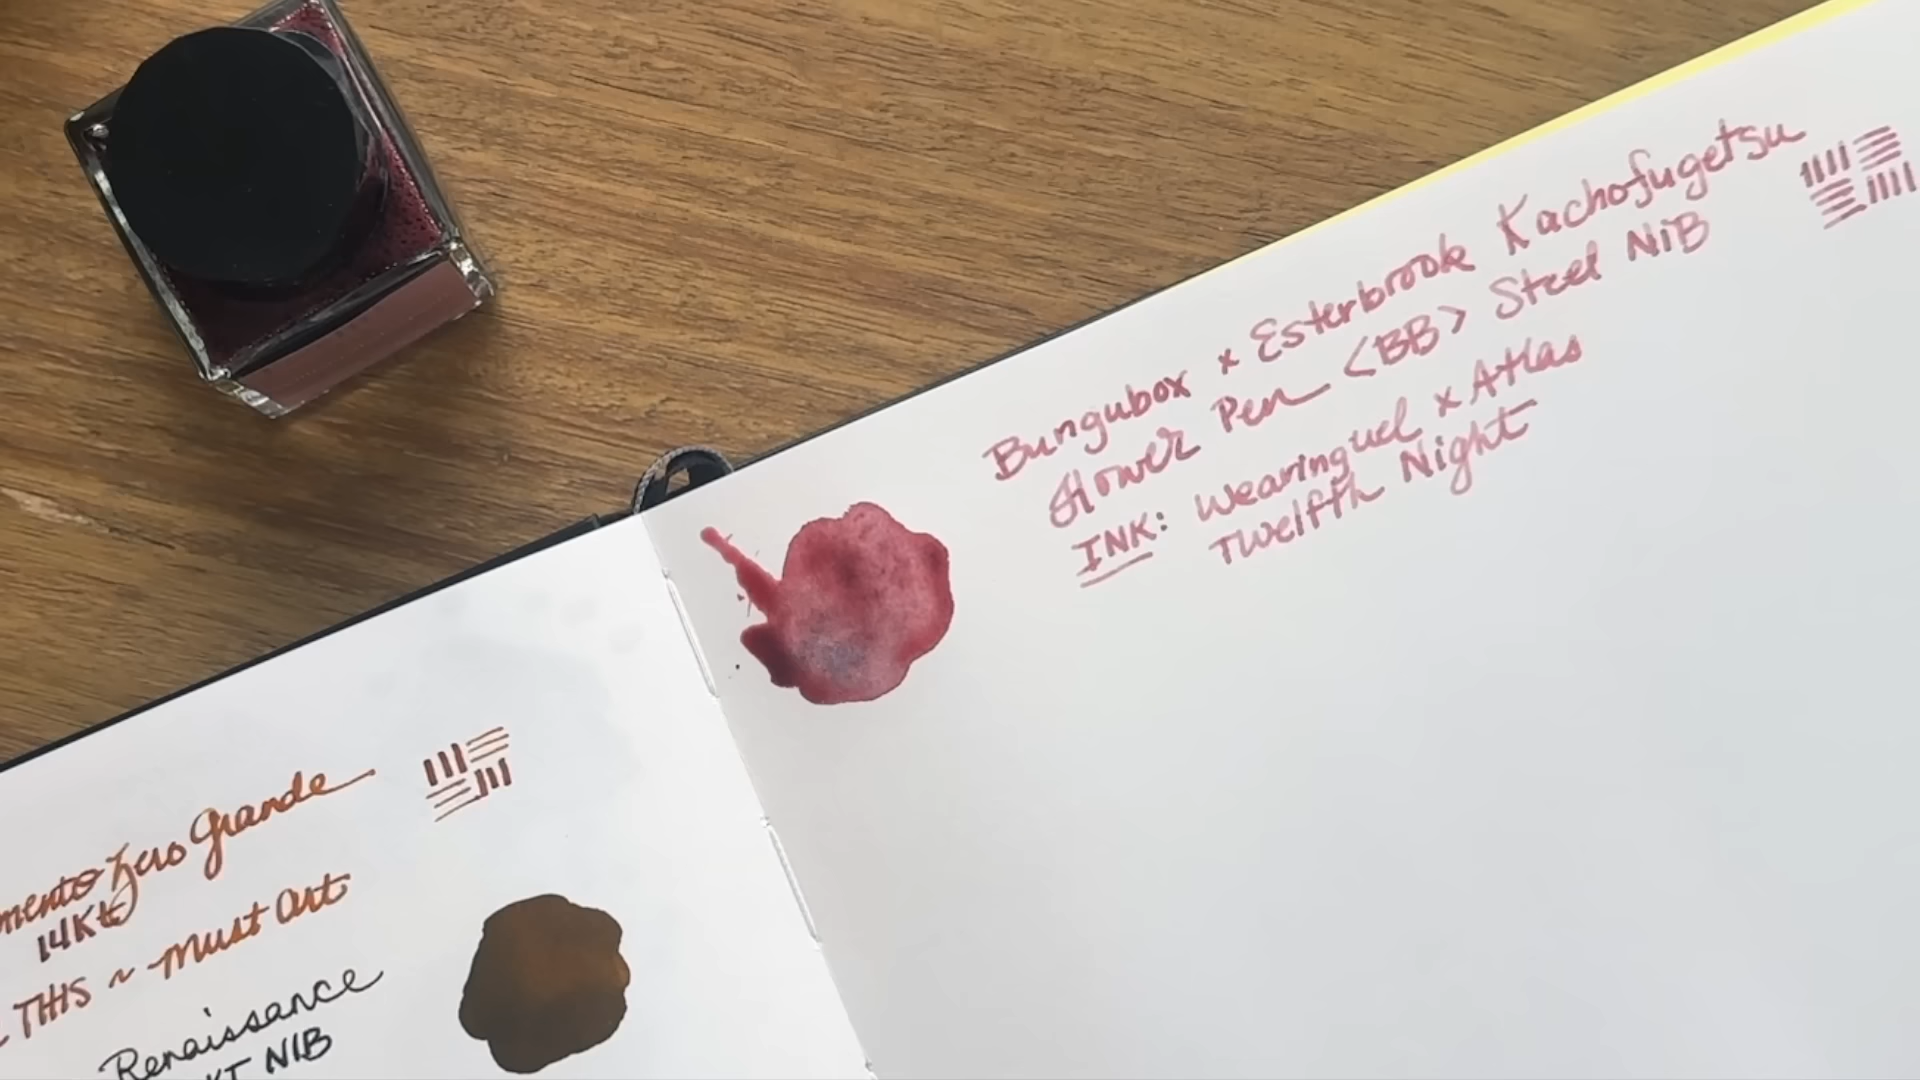 Bungubox x Esterbrook Kachofugetsu
Flower Pen <BB> Steel NiB
INK: Wearingeul x Atlas
Twelfth Night
mento Zero Grande
14Kt
THIS ~ Must Art
Renaissance
KT NIB